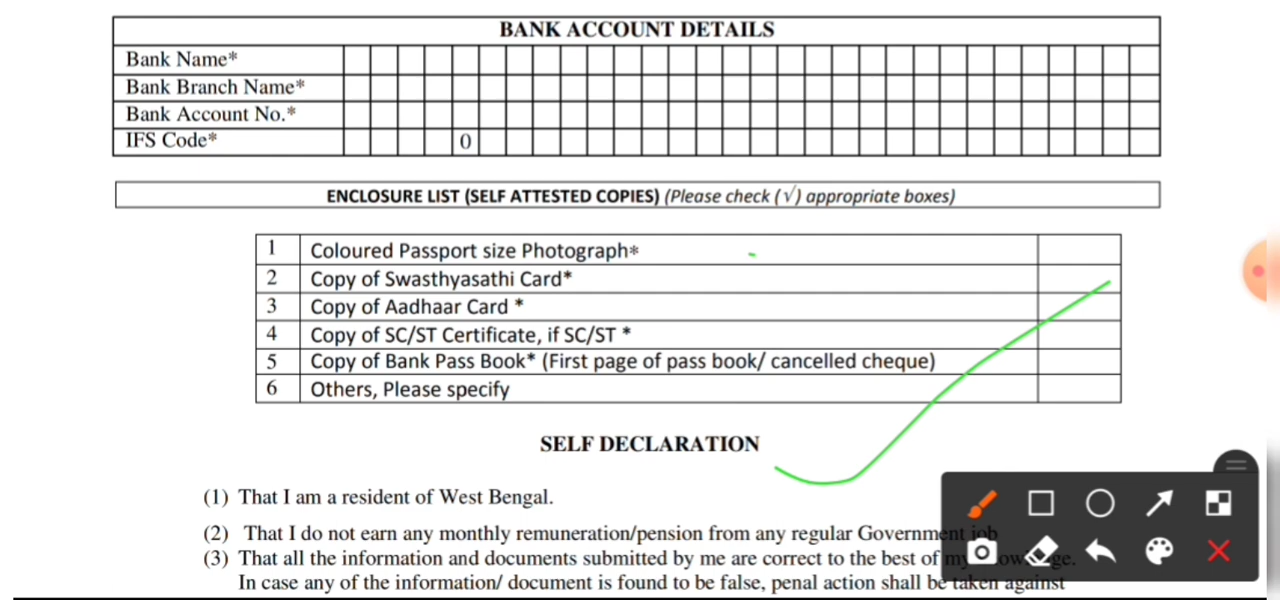 BANK ACCOUNT DETAILS
Bank Name*
Bank Branch Name*
Bank Account No.*
IFS Code* 0
ENCLOSURE LIST (SELF ATTESTED COPIES) (Please check (√) appropriate boxes)
1 Coloured Passport size Photograph*
2 Copy of Swasthyasathi Card*
3 Copy of Aadhaar Card *
4 Copy of SC/ST Certificate, if SC/ST *
5 Copy of Bank Pass Book* (First page of pass book/ cancelled cheque)
6 Others, Please specify
SELF DECLARATION
(1) That I am a resident of West Bengal.
(2) That I do not earn any monthly remuneration/pension from any regular Government job
(3) That all the information and documents submitted by me are correct to the best of
In case any of the information/ document is found to be false, penal action shall be taken against